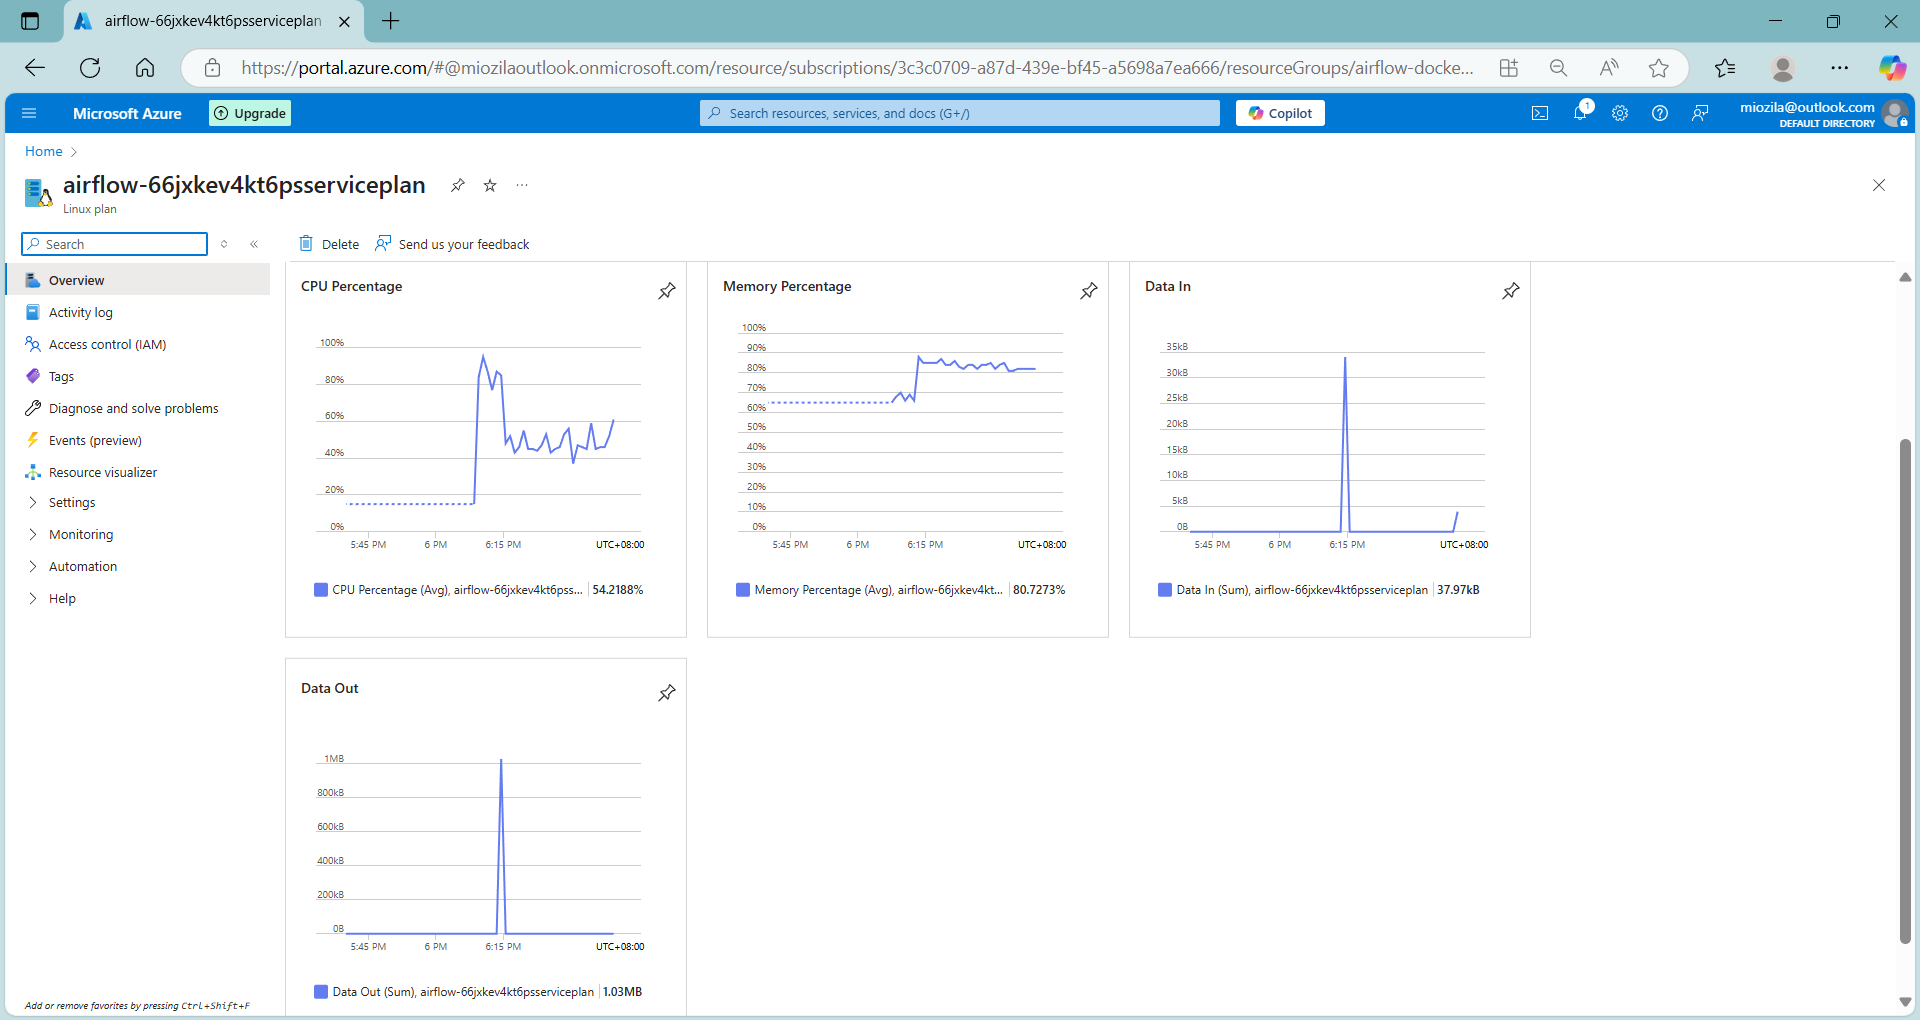 airflow-66jxkev4kt6psserviceplan
https://portal.azure.com/#@miozilaoutlook.onmicrosoft.com/resource/subscriptions/3c3c0709-a87d-439e-bf45-a5698a7ea666/resourceGroups/airflow-docke...
Microsoft Azure
Upgrade
Search resources, services, and docs (G+/)
Copilot
1
miozila@outlook.com
DEFAULT DIRECTORY
Home
airflow-66jxkev4kt6psserviceplan
Linux plan
Search
Delete
Send us your feedback
Overview
Activity log
Access control (IAM)
Tags
Diagnose and solve problems
Events (preview)
Resource visualizer
Settings
Monitoring
Automation
Help
Add or remove favorites by pressing Ctrl+Shift+F
CPU Percentage
100%
80%
60%
40%
20%
0%
5:45 PM 6 PM 6:15 PM UTC+08:00
CPU Percentage (Avg), airflow-66jxkev4kt6pss... 54.2188%
Memory Percentage
100%
90%
80%
70%
60%
50%
40%
30%
20%
10%
0%
5:45 PM 6 PM 6:15 PM UTC+08:00
Memory Percentage (Avg), airflow-66jxkev4kt... 80.7273%
Data In
35kB
30kB
25kB
20kB
15kB
10kB
5kB
0B
5:45 PM 6 PM 6:15 PM UTC+08:00
Data In (Sum), airflow-66jxkev4kt6psserviceplan 37.97kB
Data Out
1MB
800kB
600kB
400kB
200kB
0B
5:45 PM 6 PM 6:15 PM UTC+08:00
Data Out (Sum), airflow-66jxkev4kt6psserviceplan 1.03MB